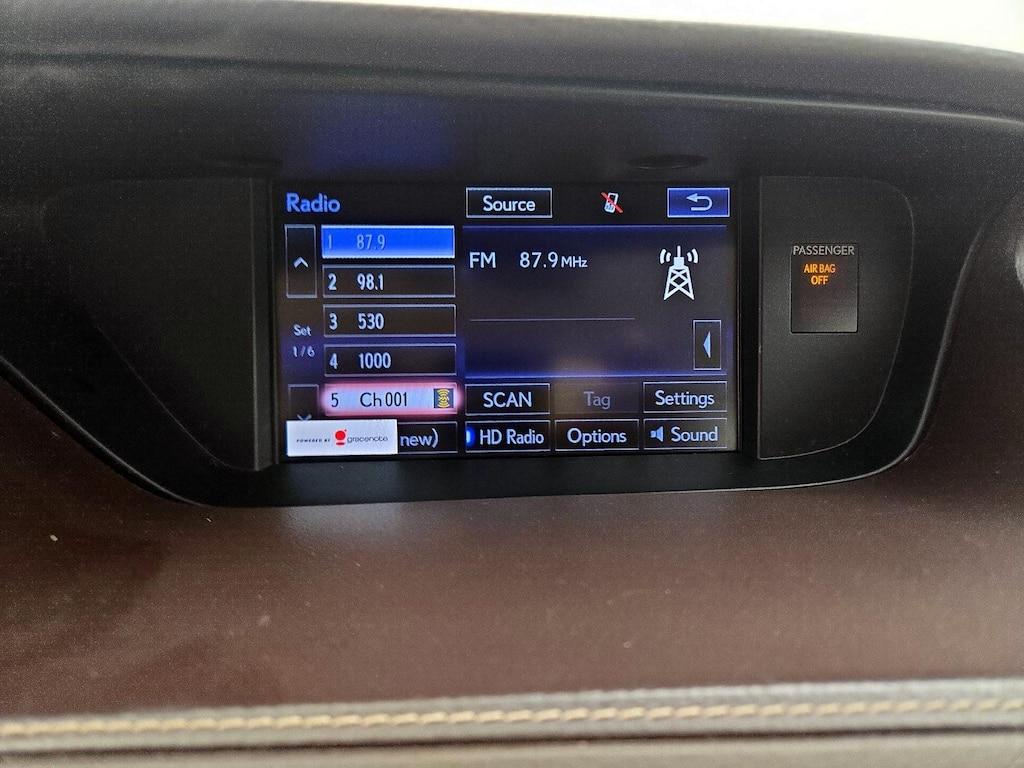 Radio
Source
1 87.9
2 98.1
3 530
4 1000
5 Ch 001
Set
1/6
FM 87.9 MHz
SCAN
Tag
Settings
POWERED BY gracenote
new)
HD Radio
Options
Sound
PASSENGER
AIR BAG
OFF